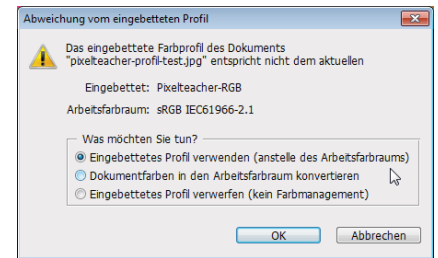 Abweichung vom eingebetteten Profil
Das eingebettete Farbprofil des Dokuments
"pixelteacher-profil-test.jpg" entspricht nicht dem aktuellen
Eingebettet: Pixelteacher-RGB
Arbeitsfarbraum: sRGB IEC61966-2.1
Was möchten Sie tun?
Eingebettetes Profil verwenden (anstelle des Arbeitsfarbraums)
Dokumentfarben in den Arbeitsfarbraum konvertieren
Eingebettetes Profil verwerfen (kein Farbmanagement)
OK Abbrechen